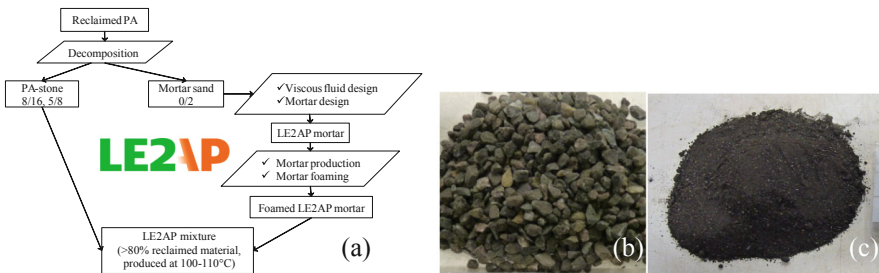 Reclaimed PA
Decomposition
PA-stone
8/16, 5/8
Mortar sand
0/2
✓Viscous fluid design
✓Mortar design
LE2AP mortar
LE2AP
✓ Mortar production
✓ Mortar foaming
Foamed LE2AP mortar
LE2AP mixture
(>80% reclaimed material,
produced at 100-110°C)
(a)
(b)
(c)